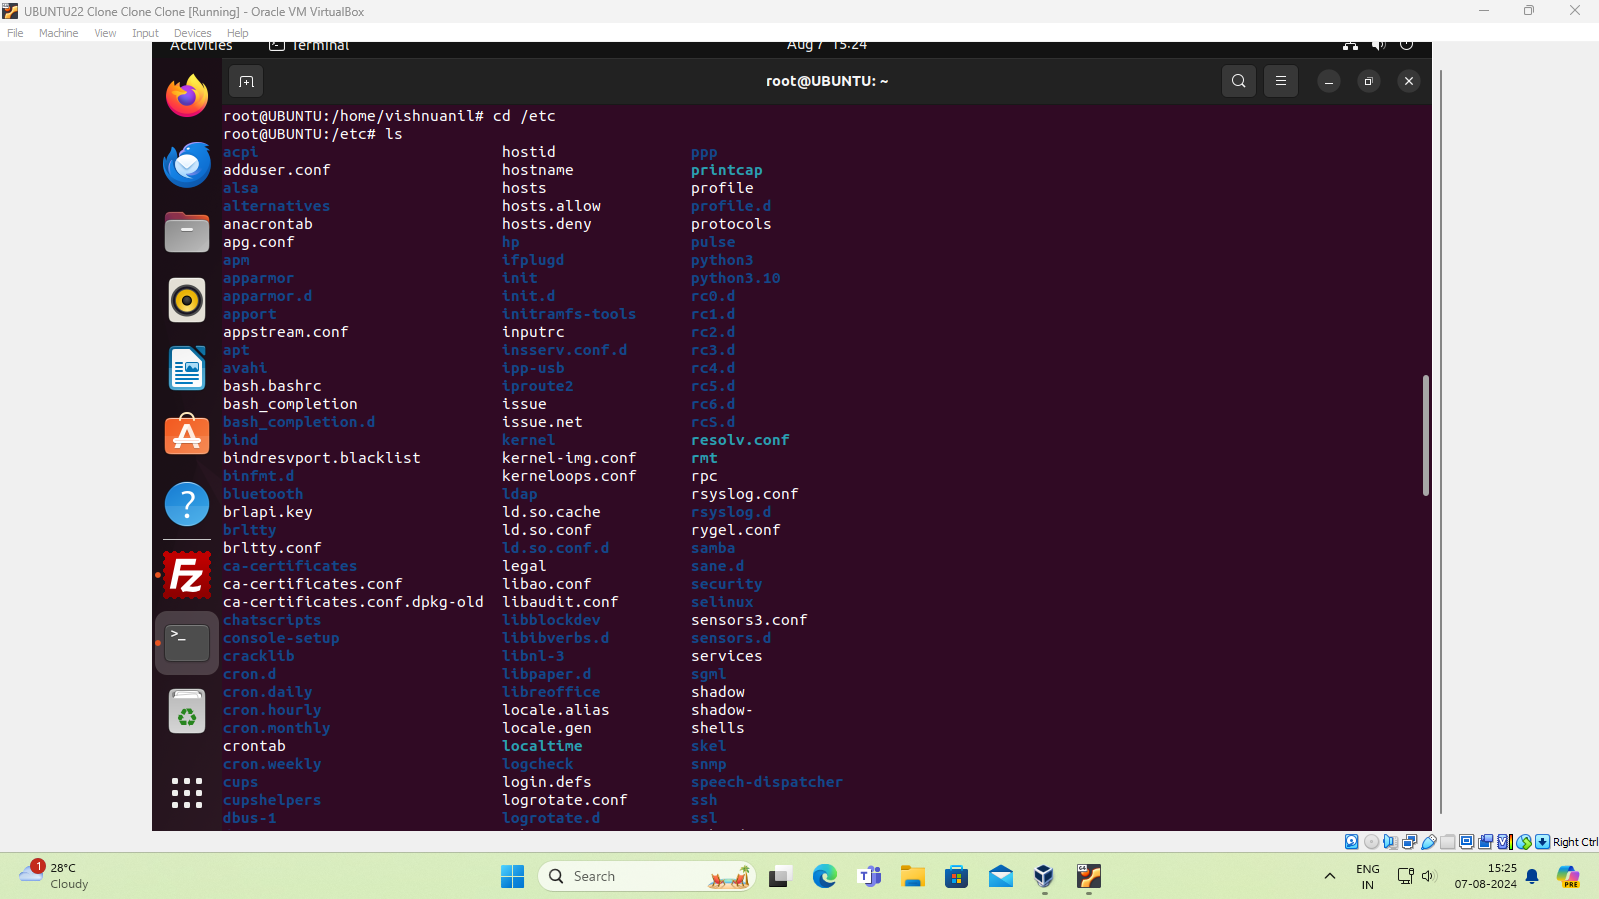 UBUNTU22 Clone Clone Clone [Running] - Oracle VM VirtualBox
File Machine View Input Devices Help
Activities Terminal Aug 7 15:24
root@UBUNTU: ~
root@UBUNTU:/home/vishnuanil# cd /etc
root@UBUNTU:/etc# ls
acpi hostid ppp
adduser.conf hostname printcap
alsa hosts profile
alternatives hosts.allow profile.d
anacrontab hosts.deny protocols
apg.conf hp pulse
apm ifplugd python3
apparmor init python3.10
apparmor.d init.d rc0.d
apport initramfs-tools rc1.d
appstream.conf inputrc rc2.d
apt insserv.conf.d rc3.d
avahi ipp-usb rc4.d
bash.bashrc iproute2 rc5.d
bash_completion issue rc6.d
bash_completion.d issue.net rcS.d
bind kernel resolv.conf
bindresvport.blacklist kernel-img.conf rmt
binfmt.d kerneloops.conf rpc
bluetooth ldap rsyslog.conf
brlapi.key ld.so.cache rsyslog.d
brltty ld.so.conf rygel.conf
brltty.conf ld.so.conf.d samba
ca-certificates legal sane.d
ca-certificates.conf libao.conf security
ca-certificates.conf.dpkg-old libaudit.conf selinux
chatscripts libblockdev sensors3.conf
console-setup libibverbs.d sensors.d
cracklib libnl-3 services
cron.d libpaper.d sgml
cron.daily libreoffice shadow
cron.hourly locale.alias shadow-
cron.monthly locale.gen shells
crontab localtime skel
cron.weekly logcheck snmp
cups login.defs speech-dispatcher
cupshelpers logrotate.conf ssh
dbus-1 logrotate.d ssl
Right Ctrl
1
28°C
Cloudy
Search
ENG
IN
15:25
07-08-2024
PRE